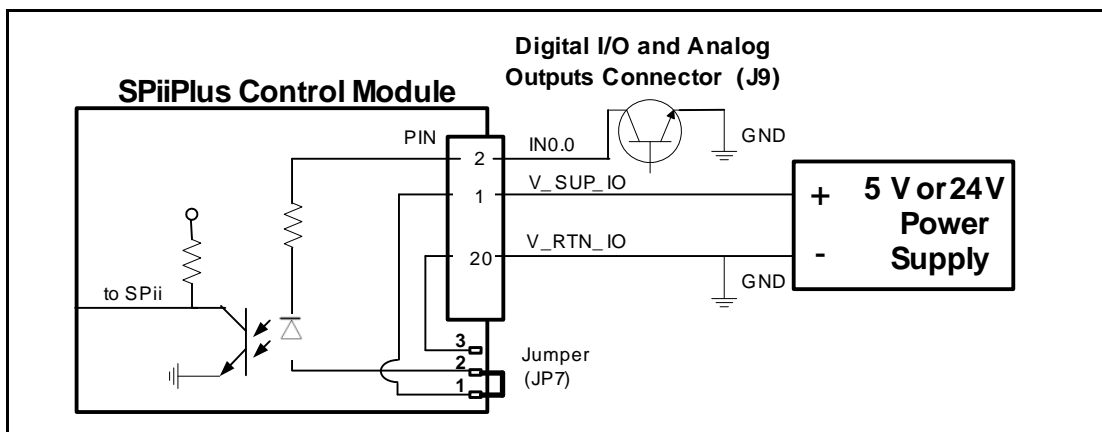 Digital I/O and Analog
Outputs Connector (J9)
SPiiPlus Control Module
PIN
2
IN0.0
GND
1
V_SUP_IO
+
5 V or 24 V
Power
Supply
20
V_RTN_IO
-
GND
to SPii
3
2
1
Jumper
(JP7)